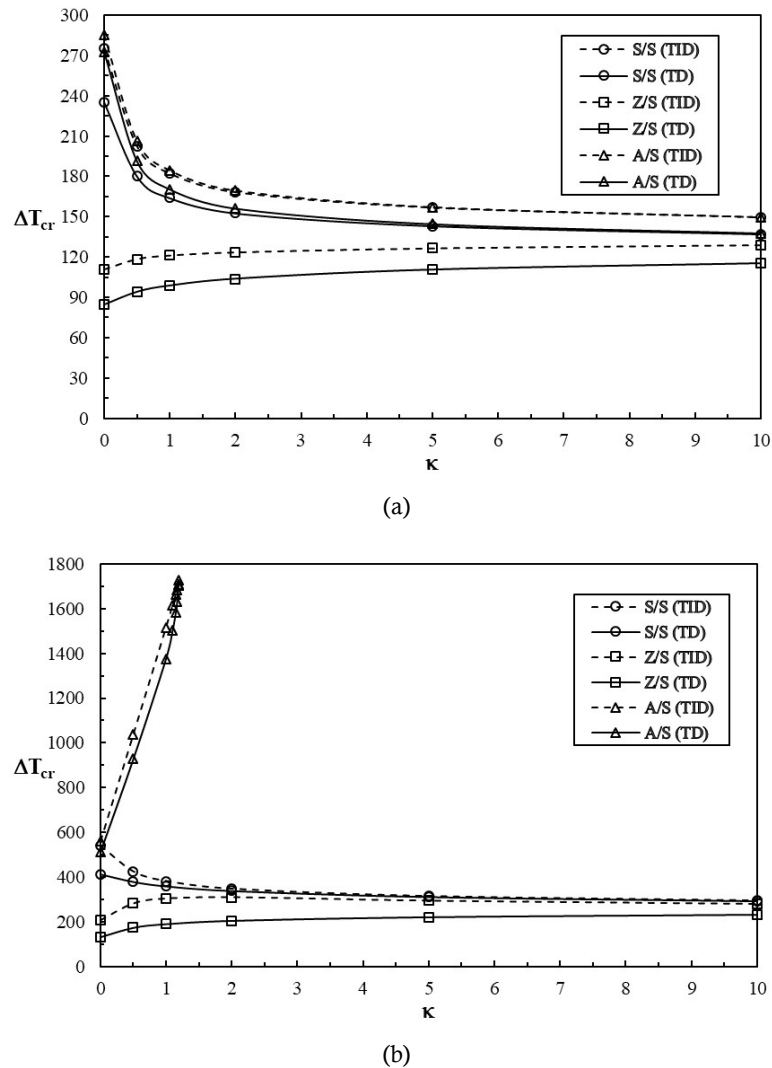 300
270
240
210
180
150
120
90
60
30
0
ΔTcr
0 1 2 3 4 5 6 7 8 9 10
κ
S/S (TID)
S/S (TD)
Z/S (TID)
Z/S (TD)
A/S (TID)
A/S (TD)
(a)
1800
1600
1400
1200
1000
800
600
400
200
0
ΔTcr
0 1 2 3 4 5 6 7 8 9 10
κ
S/S (TID)
S/S (TD)
Z/S (TID)
Z/S (TD)
A/S (TID)
A/S (TD)
(b)